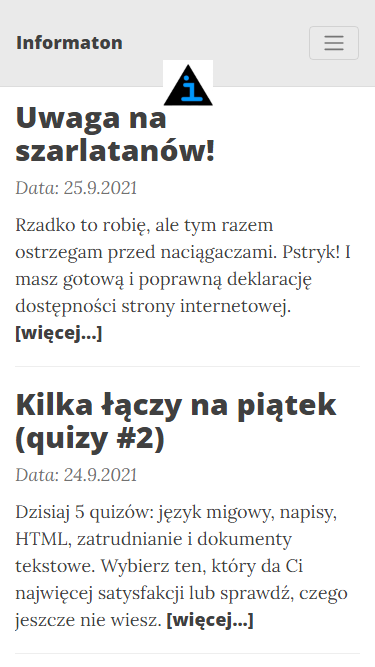 Informaton
i
Uwaga na
szarlatanów!
Data: 25.9.2021
Rzadko to robię, ale tym razem
ostrzegam przed naciągaczami. Pstryk! I
masz gotową i poprawną deklarację
dostępności strony internetowej.
[więcej...]
Kilka łączy na piątek
(quizy #2)
Data: 24.9.2021
Dzisiaj 5 quizów: język migowy, napisy,
HTML, zatrudnianie i dokumenty
tekstowe. Wybierz ten, który da Ci
najwięcej satysfakcji lub sprawdź, czego
jeszcze nie wiesz. [więcej...]